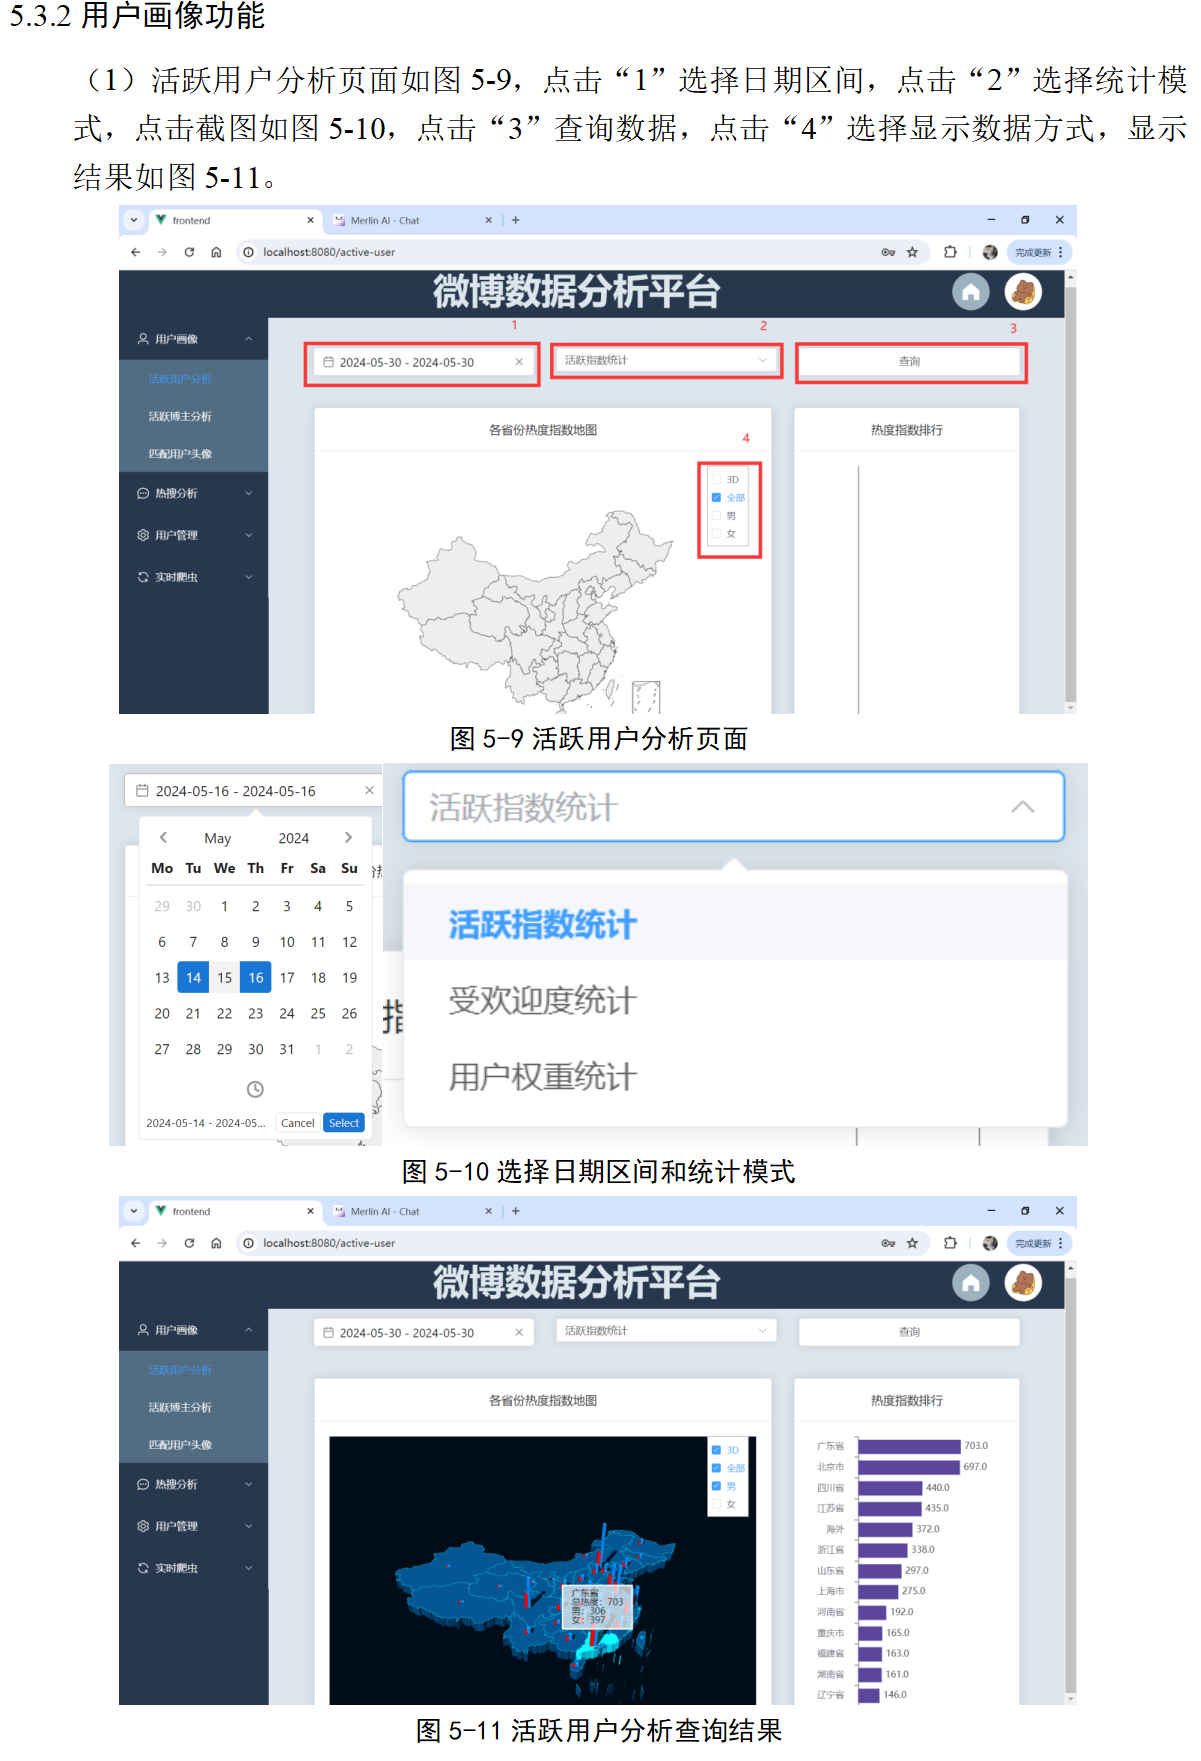 5.3.2 用户画像功能
（1）活跃用户分析页面如图 5-9，点击“1”选择日期区间，点击“2”选择统计模
式，点击截图如图 5-10，点击“3”查询数据，点击“4”选择显示数据方式，显示
结果如图 5-11。
frontend
Merlin AI - Chat
localhost:8080/active-user
完成更新
微博数据分析平台
1
2
3
用户画像
2024-05-30 - 2024-05-30
活跃指数统计
查询
活跃用户分析
活跃博主分析
匹配用户头像
热搜分析
用户管理
实时爬虫
各省份热度指数地图
4
3D
全部
男
女
热度指数排行
图 5-9 活跃用户分析页面
2024-05-16 - 2024-05-16
May 2024
Mo Tu We Th Fr Sa Su
29 30 1 2 3 4 5
6 7 8 9 10 11 12
13 14 15 16 17 18 19
20 21 22 23 24 25 26
27 28 29 30 31 1 2
2024-05-14 - 2024-05... Cancel Select
指
活跃指数统计
活跃指数统计
受欢迎度统计
用户权重统计
图 5-10 选择日期区间和统计模式
frontend
Merlin AI - Chat
localhost:8080/active-user
完成更新
微博数据分析平台
用户画像
2024-05-30 - 2024-05-30
活跃指数统计
查询
活跃用户分析
活跃博主分析
匹配用户头像
热搜分析
用户管理
实时爬虫
各省份热度指数地图
3D
全部
男
女
广东省
总热度：703
男：306
女：397
热度指数排行
广东省 703.0
北京市 697.0
四川省 440.0
江苏省 435.0
海外 372.0
浙江省 338.0
山东省 297.0
上海市 275.0
河南省 192.0
重庆市 165.0
福建省 163.0
湖南省 161.0
辽宁省 146.0
图 5-11 活跃用户分析查询结果